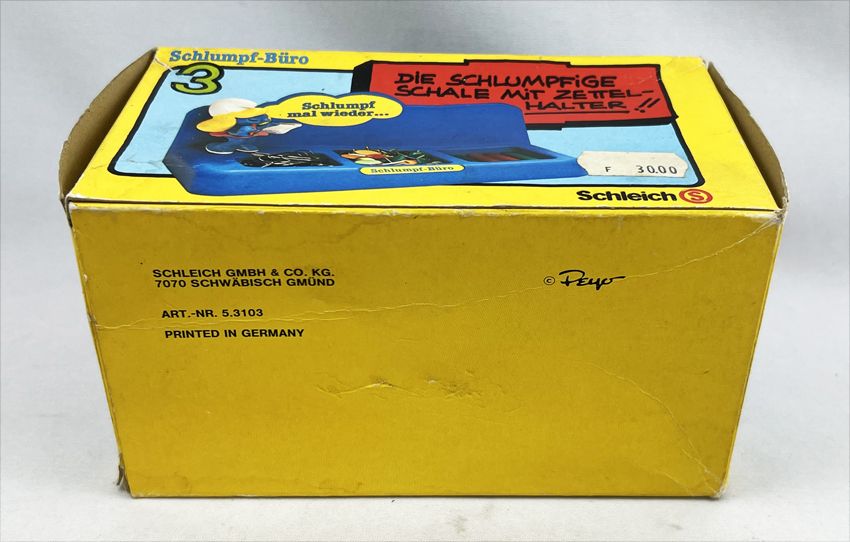 Schlumpf-Büro
3
DIE SCHLUMPFIGE
SCHALE MIT ZETTEL-
HALTER!!
Schlumpf
mal wieder...
Schlumpf-Büro
F 30.00
Schleich S
SCHLEICH GMBH & CO. KG.
7070 SCHWÄBISCH GMÜND
© Peyo
ART.-NR. 5.3103
PRINTED IN GERMANY